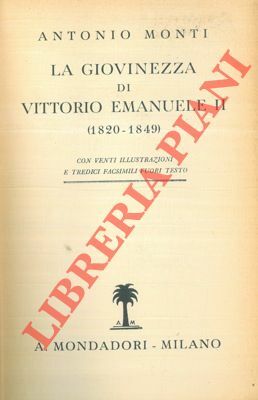 ANTONIO MONTI
LA GIOVINEZZA
DI
VITTORIO EMANUELE II
(1820-1849)
CON VENTI ILLUSTRAZIONI
E TREDICI FACSIMILI FUORI TESTO
LIBRERIA PIANI
A M
A. MONDADORI - MILANO